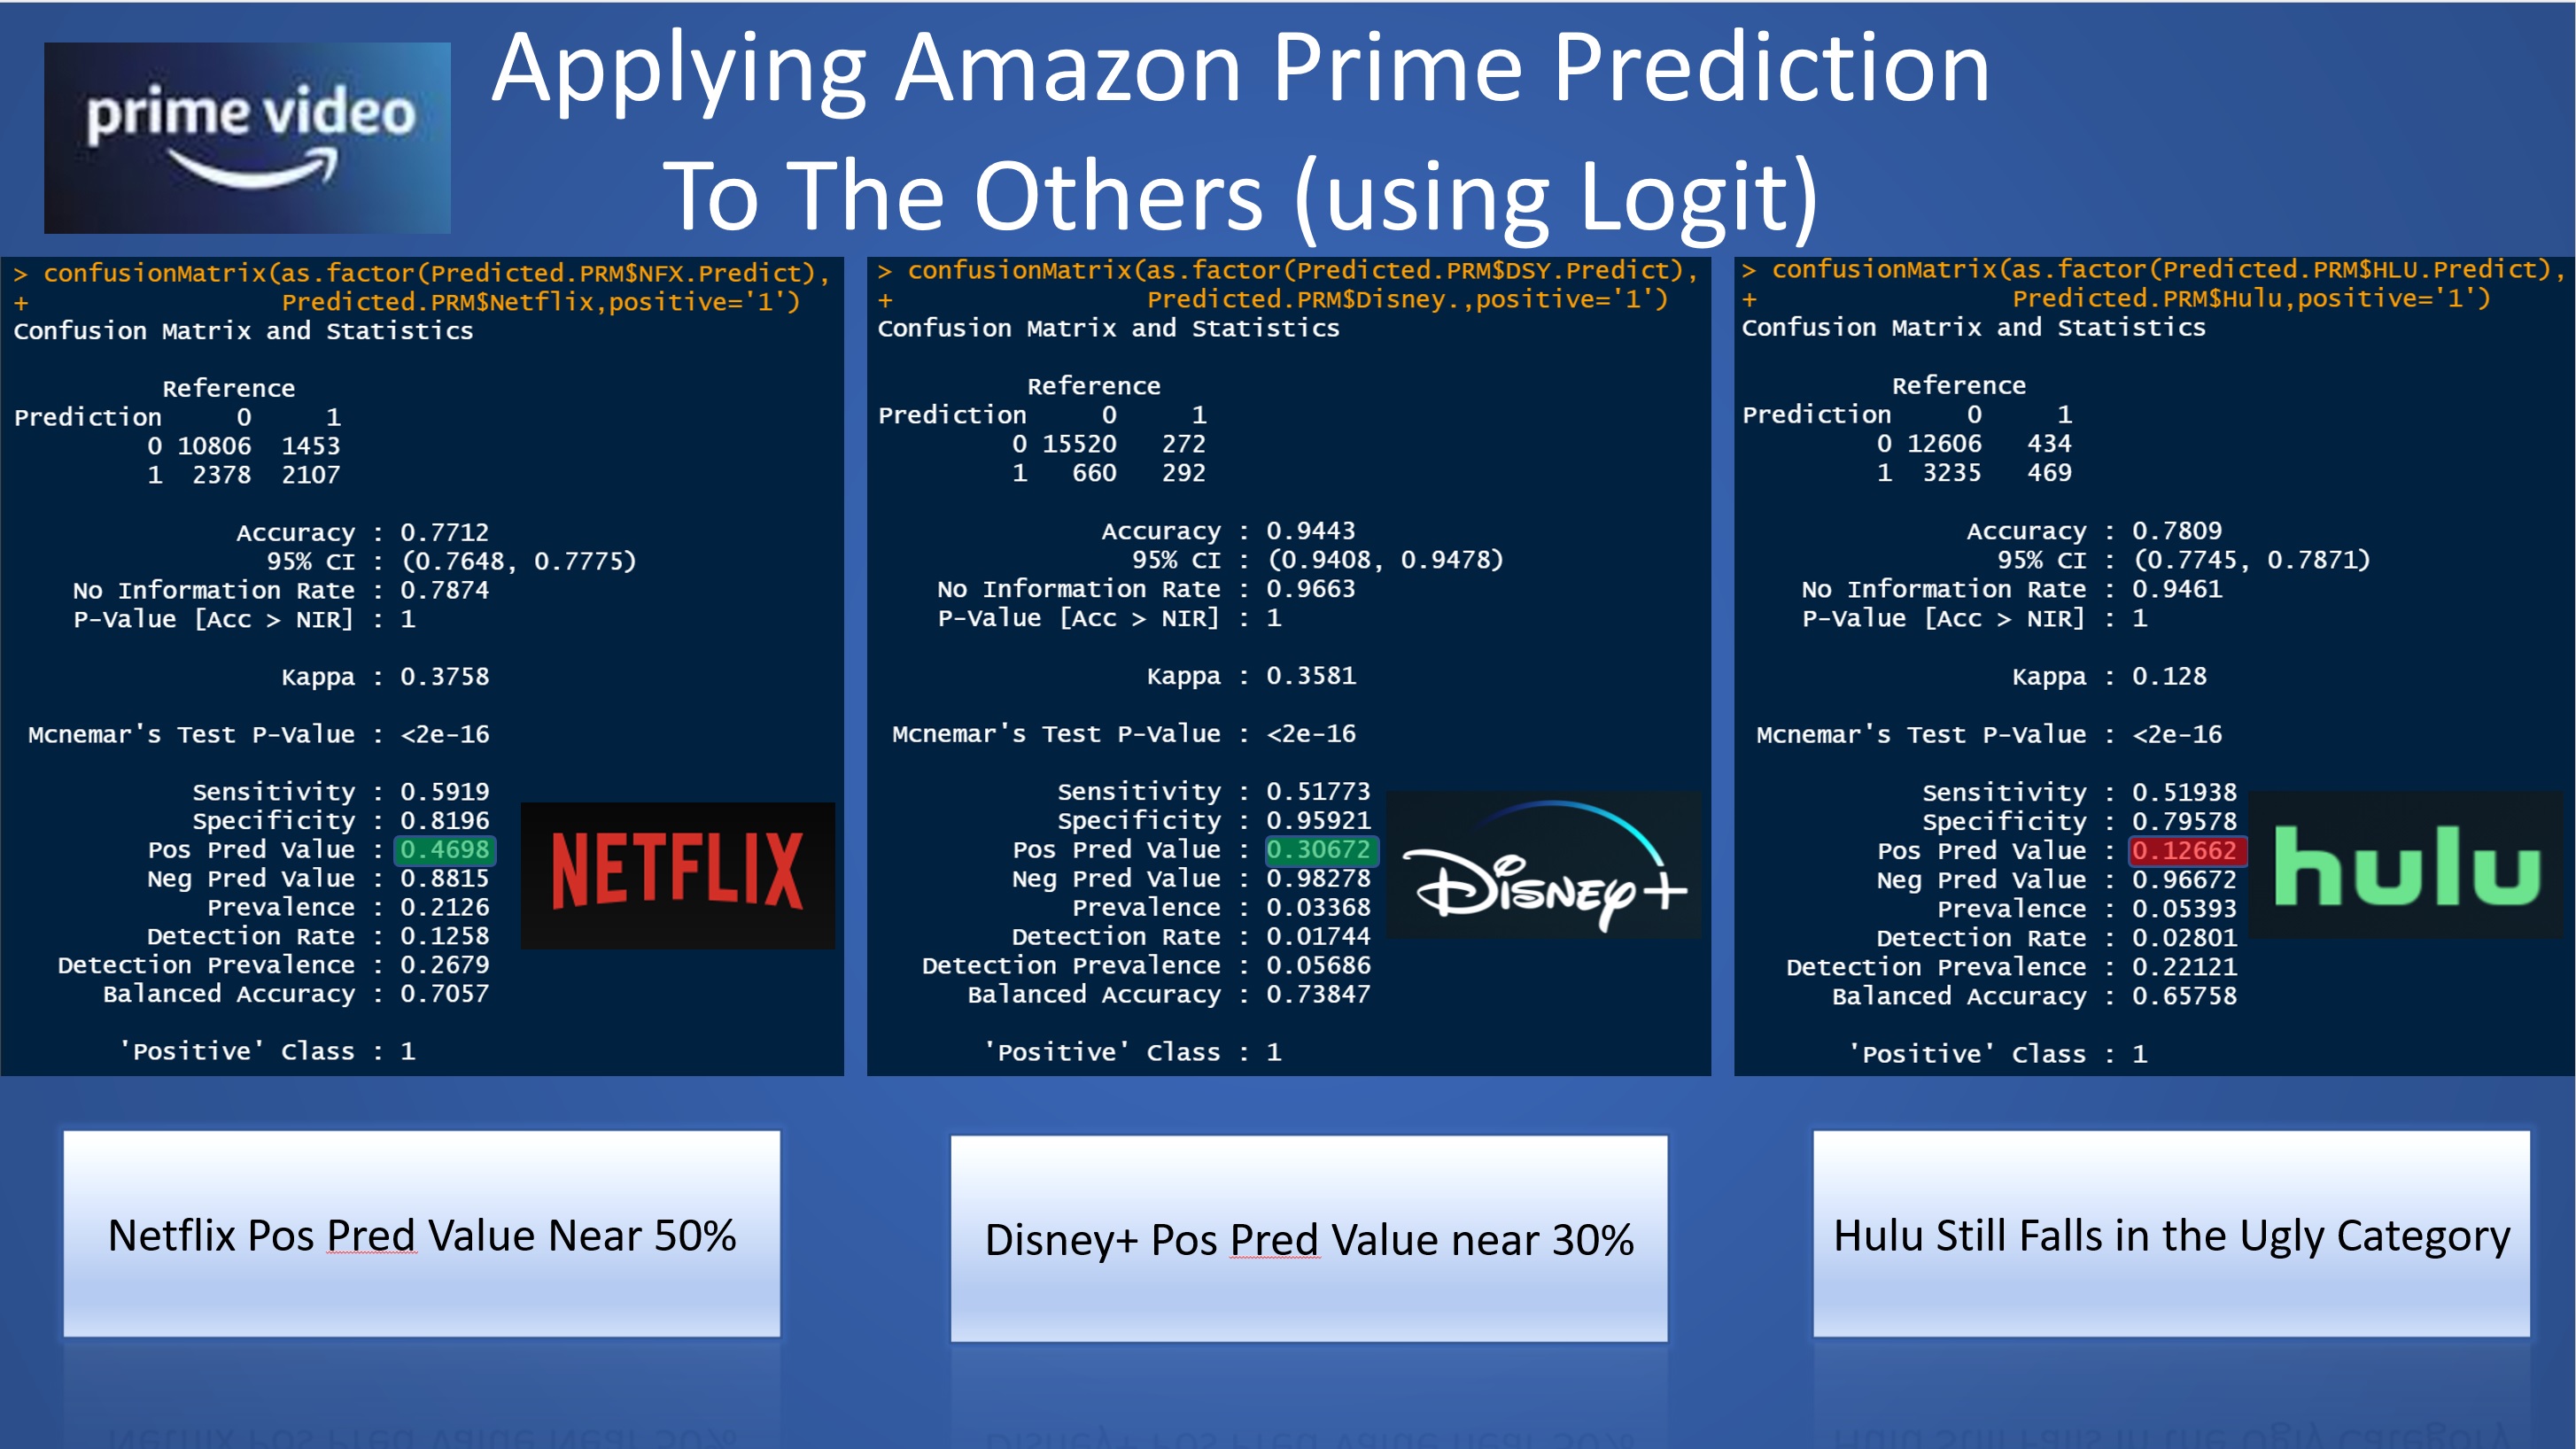 prime video
Applying Amazon Prime Prediction
To The Others (using Logit)
> confusionMatrix(as.factor(Predicted.PRM$NFX.Predict),
+ Predicted.PRM$Netflix,positive='1')
Confusion Matrix and Statistics
Reference
Prediction 0 1
0 10806 1453
1 2378 2107
Accuracy : 0.7712
95% CI : (0.7648, 0.7775)
No Information Rate : 0.7874
P-Value [Acc > NIR] : 1
Kappa : 0.3758
Mcnemar's Test P-Value : <2e-16
Sensitivity : 0.5919
Specificity : 0.8196
Pos Pred Value : 0.4698
Neg Pred Value : 0.8815
Prevalence : 0.2126
Detection Rate : 0.1258
Detection Prevalence : 0.2679
Balanced Accuracy : 0.7057
'Positive' Class : 1
NETFLIX
> confusionMatrix(as.factor(Predicted.PRM$DSY.Predict),
+ Predicted.PRM$Disney.,positive='1')
Confusion Matrix and Statistics
Reference
Prediction 0 1
0 15520 272
1 660 292
Accuracy : 0.9443
95% CI : (0.9408, 0.9478)
No Information Rate : 0.9663
P-Value [Acc > NIR] : 1
Kappa : 0.3581
Mcnemar's Test P-Value : <2e-16
Sensitivity : 0.51773
Specificity : 0.95921
Pos Pred Value : 0.30672
Neg Pred Value : 0.98278
Prevalence : 0.03368
Detection Rate : 0.01744
Detection Prevalence : 0.05686
Balanced Accuracy : 0.73847
'Positive' Class : 1
Disney+
> confusionMatrix(as.factor(Predicted.PRM$HLU.Predict),
+ Predicted.PRM$Hulu,positive='1')
Confusion Matrix and Statistics
Reference
Prediction 0 1
0 12606 434
1 3235 469
Accuracy : 0.7809
95% CI : (0.7745, 0.7871)
No Information Rate : 0.9461
P-Value [Acc > NIR] : 1
Kappa : 0.128
Mcnemar's Test P-Value : <2e-16
Sensitivity : 0.51938
Specificity : 0.79578
Pos Pred Value : 0.12662
Neg Pred Value : 0.96672
Prevalence : 0.05393
Detection Rate : 0.02801
Detection Prevalence : 0.22121
Balanced Accuracy : 0.65758
'Positive' Class : 1
hulu
Netflix Pos Pred Value Near 50%
Disney+ Pos Pred Value near 30%
Hulu Still Falls in the Ugly Category